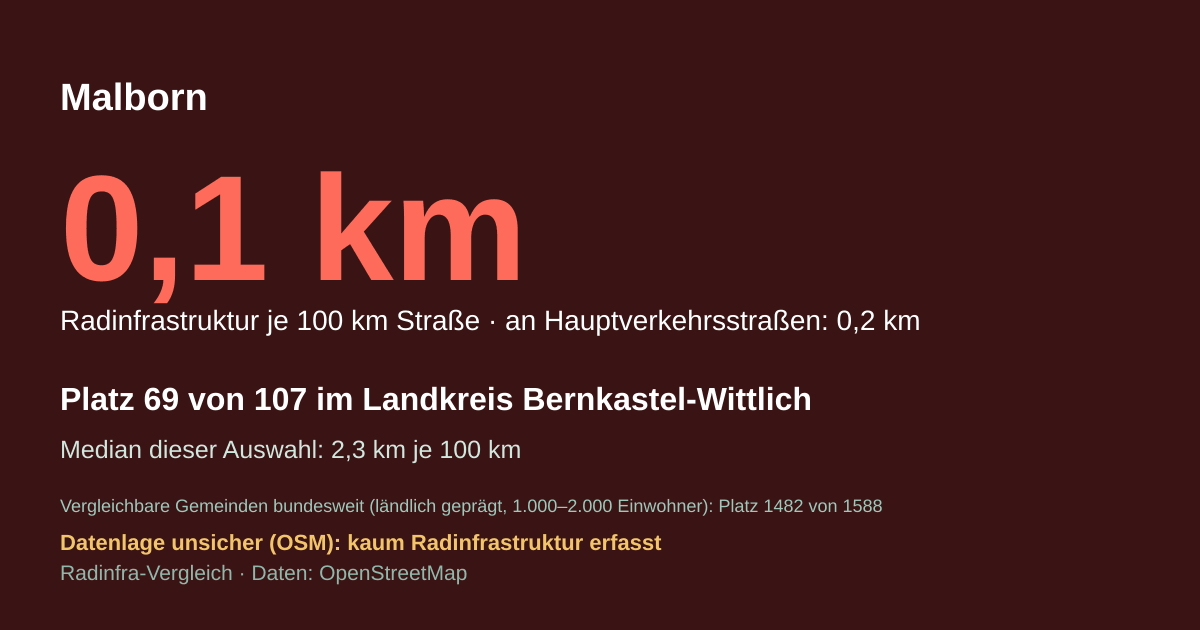 Malborn
0,1 km
Radinfrastruktur je 100 km Straße · an Hauptverkehrsstraßen: 0,2 km
Platz 69 von 107 im Landkreis Bernkastel-Wittlich
Median dieser Auswahl: 2,3 km je 100 km
Vergleichbare Gemeinden bundesweit (ländlich geprägt, 1.000–2.000 Einwohner): Platz 1482 von 1588
Datenlage unsicher (OSM): kaum Radinfrastruktur erfasst
Radinfra-Vergleich · Daten: OpenStreetMap